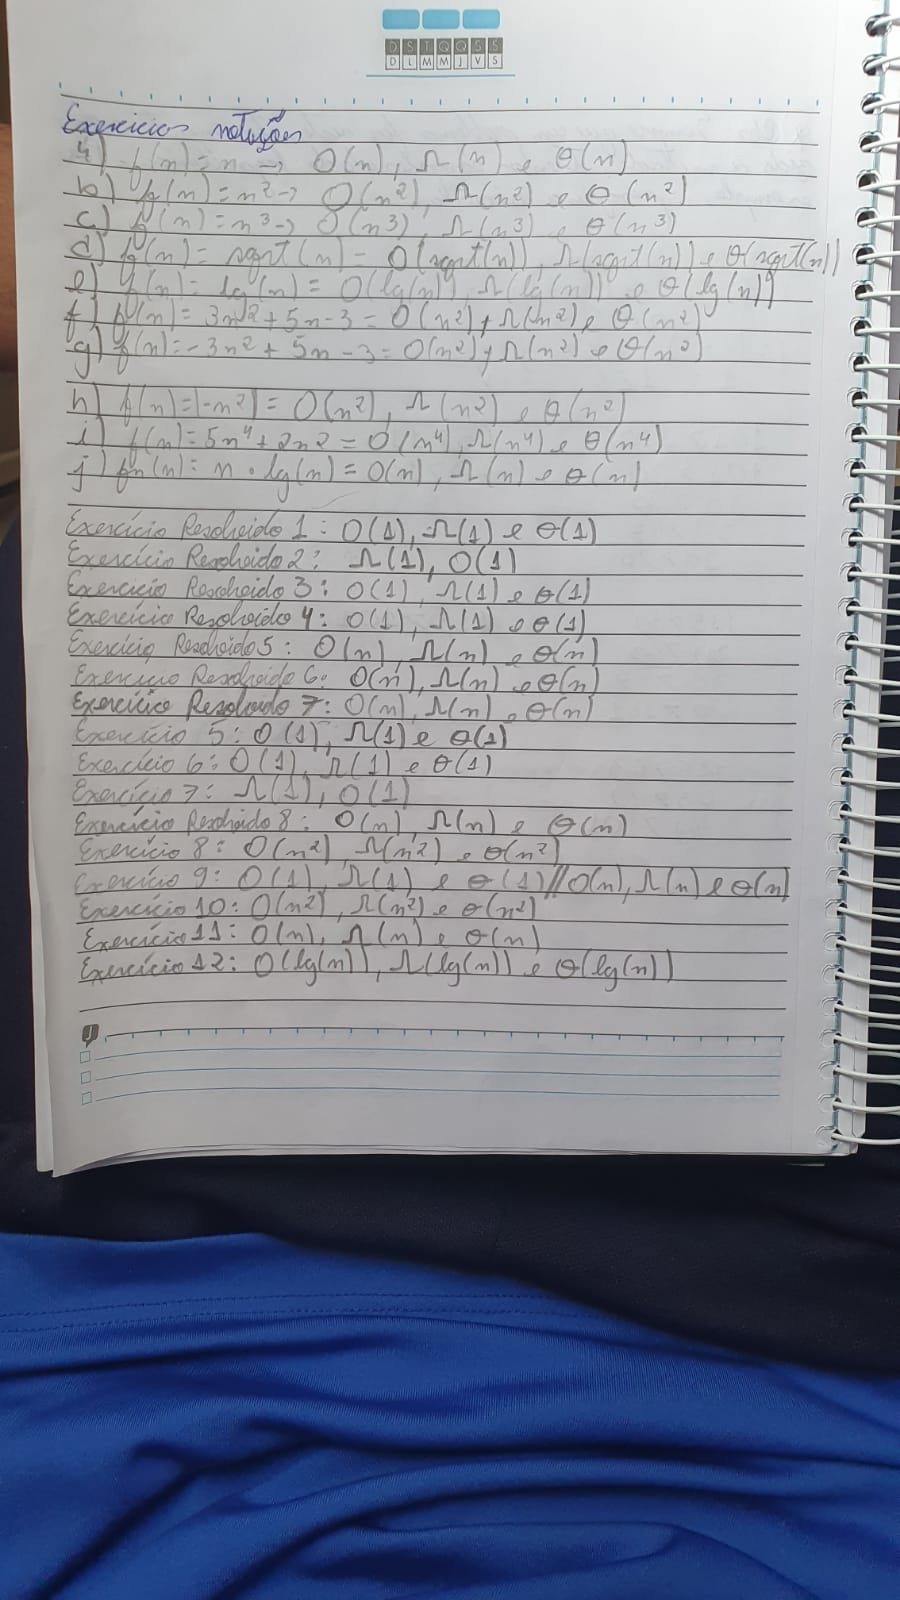 D S T Q Q S S
D L M M J V S
Exercicios notações
a) f(n) = n -> O(n), Ω(n) e Θ(n)
b) f(n) = n² -> O(n²), Ω(n²) e Θ(n²)
c) f(n) = n³ -> O(n³), Ω(n³) e Θ(n³)
d) f(n) = sqrt(n) = O(sqrt(n)), Ω(sqrt(n)) e Θ(sqrt(n))
e) f(n) = lg(n) = O(lg(n)), Ω(lg(n)) e Θ(lg(n))
f) f(n) = 3n² + 5n - 3 = O(n²), Ω(n²) e Θ(n²)
g) f(n) = -3n² + 5n - 3 = O(n²), Ω(n²) e Θ(n²)
h) f(n) = |-n²| = O(n²), Ω(n²) e Θ(n²)
i) f(n) = 5n⁴ + 2n2 = O(n⁴), Ω(n⁴) e Θ(n⁴)
j) fn(n) = n • lg(n) = O(n), Ω(n) e Θ(n)
Exercício Resolvido 1 : O(1), Ω(1) e Θ(1)
Exercício Resolvido 2 : Ω(1), O(1)
Exercicio Resolvido 3 : O(1), Ω(1) e Θ(1)
Exercício Resolvido 4 : O(1), Ω(1) e Θ(1)
Exercício Resolvido 5 : O(n), Ω(n) e Θ(n)
Exercício Resolvido 6 : O(n), Ω(n) e Θ(n)
Exercício Resolvido 7 : O(n), Ω(n) e Θ(n)
Exercício 5 : O(1), Ω(1) e Θ(1)
Exercício 6 : O(1), Ω(1) e Θ(1)
Exercício 7 : Ω(1), O(1)
Exercício Resolvido 8 : O(n), Ω(n) e Θ(n)
Exercício 8 : O(n²), Ω(n²) e Θ(n²)
Exercício 9 : O(1), Ω(1) e Θ(1) // O(n), Ω(n) e Θ(n)
Exercício 10 : O(n²), Ω(n²) e Θ(n²)
Exercício 11 : O(n), Ω(n) e Θ(n)
Exercício 12 : O(lg(n)), Ω(lg(n)) e Θ(lg(n))